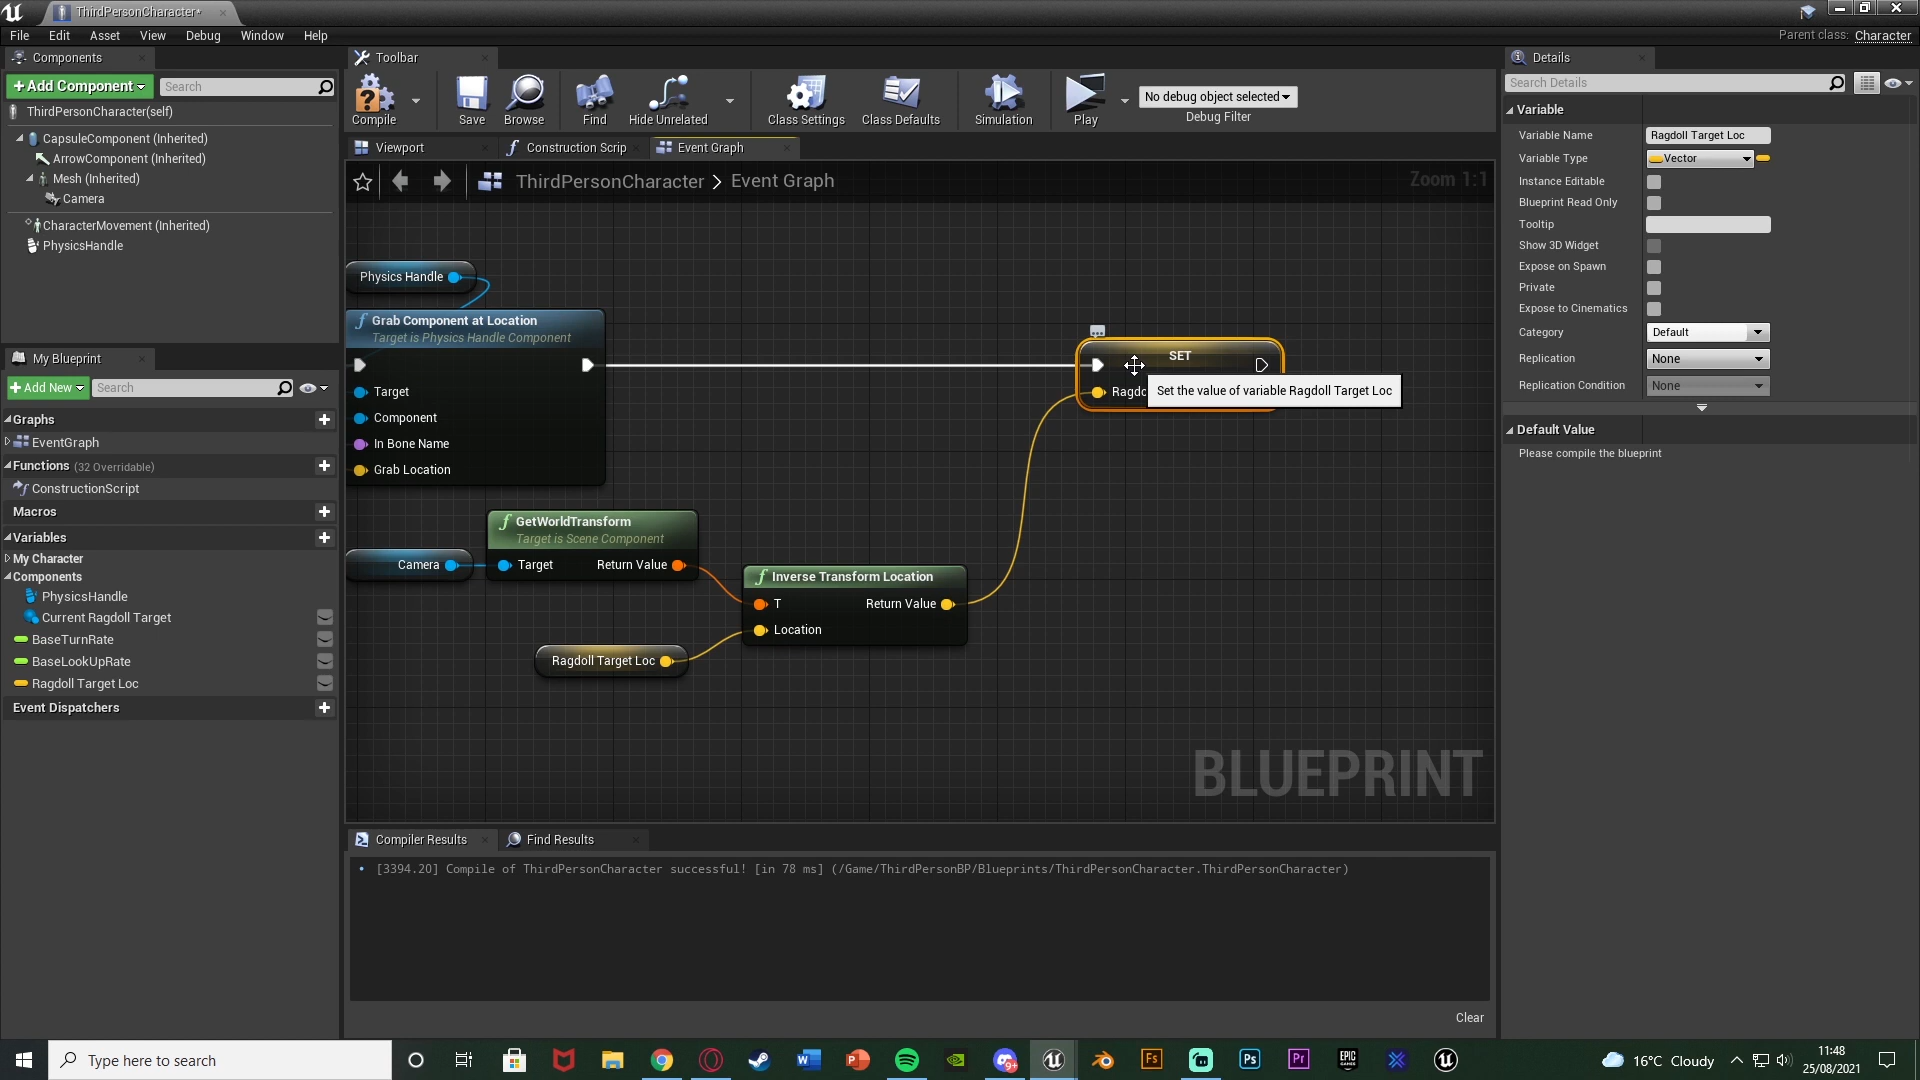 ThirdPersonCharacter*
File Edit Asset View Debug Window Help
Parent class: Character
Components
+Add Component
Search
ThirdPersonCharacter(self)
CapsuleComponent (Inherited)
ArrowComponent (Inherited)
Mesh (Inherited)
Camera
CharacterMovement (Inherited)
PhysicsHandle
My Blueprint
+Add New
Search
Graphs
EventGraph
Functions (32 Overridable)
ConstructionScript
Macros
Variables
My Character
Components
PhysicsHandle
Current Ragdoll Target
BaseTurnRate
BaseLookUpRate
Ragdoll Target Loc
Event Dispatchers
Toolbar
Compile
Save
Browse
Find
Hide Unrelated
Class Settings
Class Defaults
Simulation
Play
No debug object selected
Debug Filter
Viewport
Construction Scrip
Event Graph
ThirdPersonCharacter > Event Graph
Zoom 1:1
Physics Handle
Grab Component at Location
Target is Physics Handle Component
Target
Component
In Bone Name
Grab Location
SET
Ragdo
Set the value of variable Ragdoll Target Loc
GetWorldTransform
Target is Scene Component
Camera
Target
Return Value
Inverse Transform Location
T
Return Value
Location
Ragdoll Target Loc
BLUEPRINT
Compiler Results
Find Results
[3394.20] Compile of ThirdPersonCharacter successful! [in 78 ms] (/Game/ThirdPersonBP/Blueprints/ThirdPersonCharacter.ThirdPersonCharacter)
Clear
Details
Search Details
Variable
Variable Name Ragdoll Target Loc
Variable Type Vector
Instance Editable
Blueprint Read Only
Tooltip
Show 3D Widget
Expose on Spawn
Private
Expose to Cinematics
Category Default
Replication None
Replication Condition None
Default Value
Please compile the blueprint
Type here to search
16°C Cloudy
11:48
25/08/2021